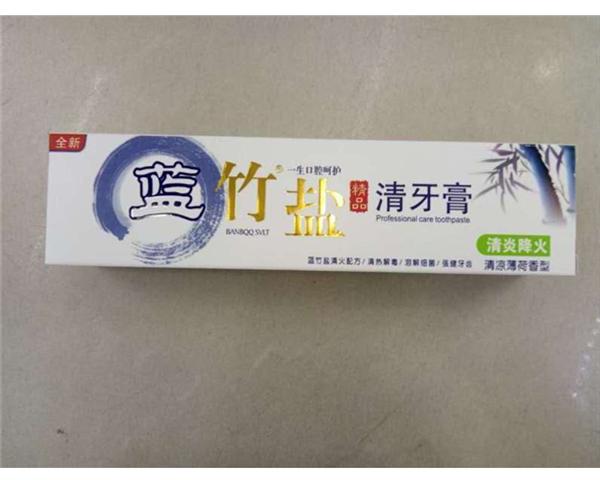 全新
一生口腔呵护
蓝竹®盐 精品 清牙膏
BANBQQ SVLT
Professional care toothpaste
清炎降火
蓝竹盐清火配方/清热解毒/溶解细菌/强健牙齿
清凉薄荷香型